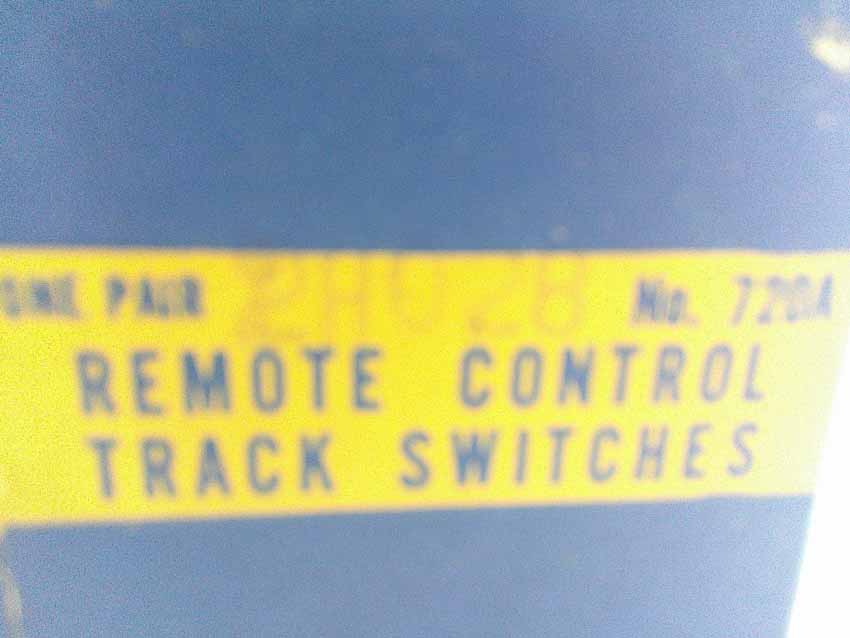 ONE PAIR No. 720A
REMOTE CONTROL
TRACK SWITCHES